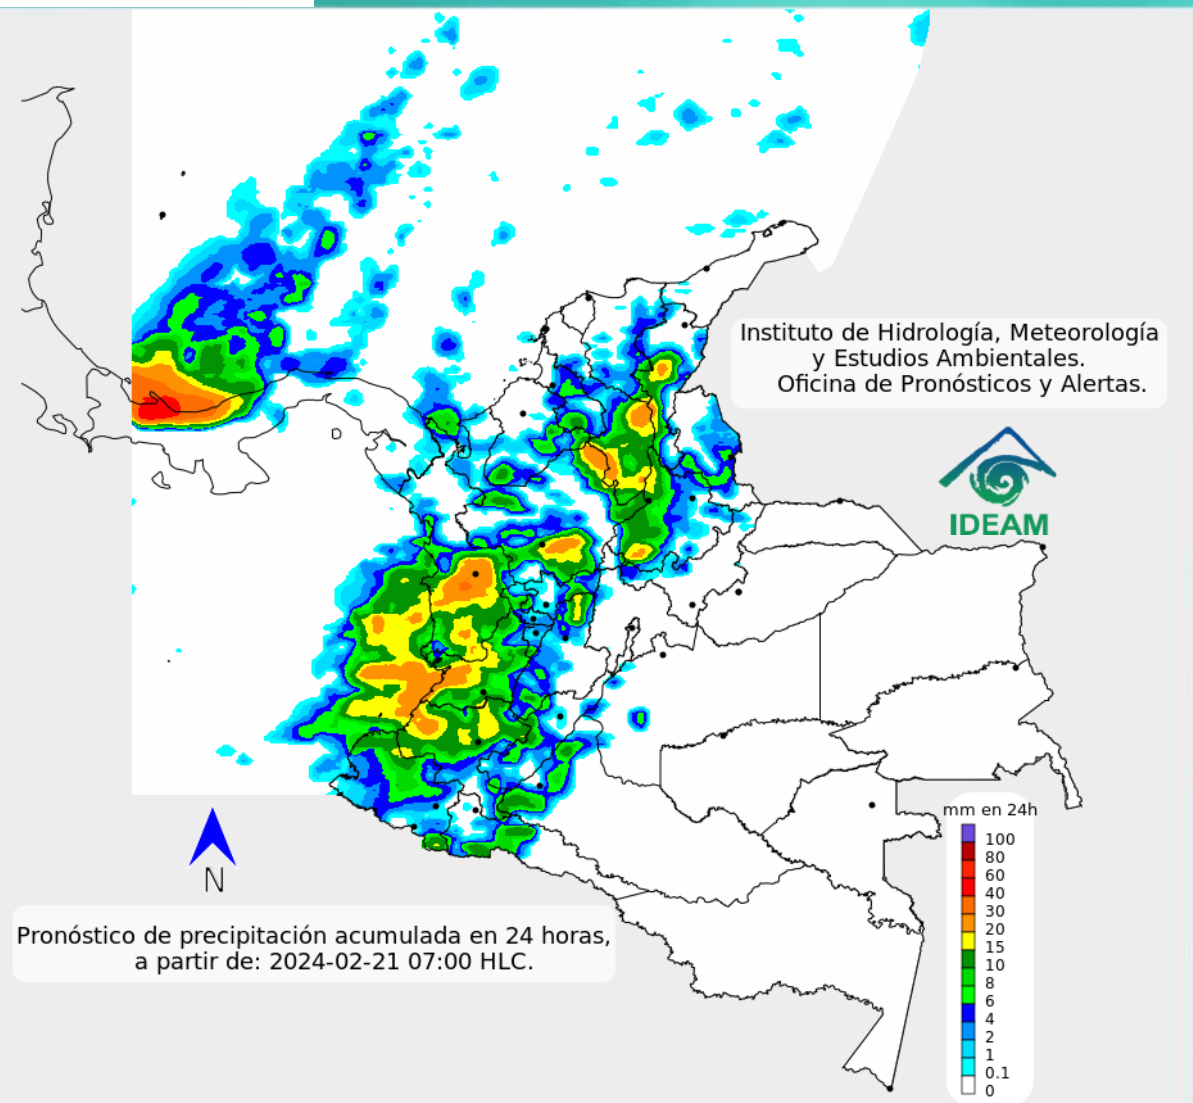 Instituto de Hidrología, Meteorología
y Estudios Ambientales.
Oficina de Pronósticos y Alertas.
IDEAM
mm en 24h
100
80
60
40
30
20
15
10
8
6
4
2
1
0.1
0
N
Pronóstico de precipitación acumulada en 24 horas,
a partir de: 2024-02-21 07:00 HLC.